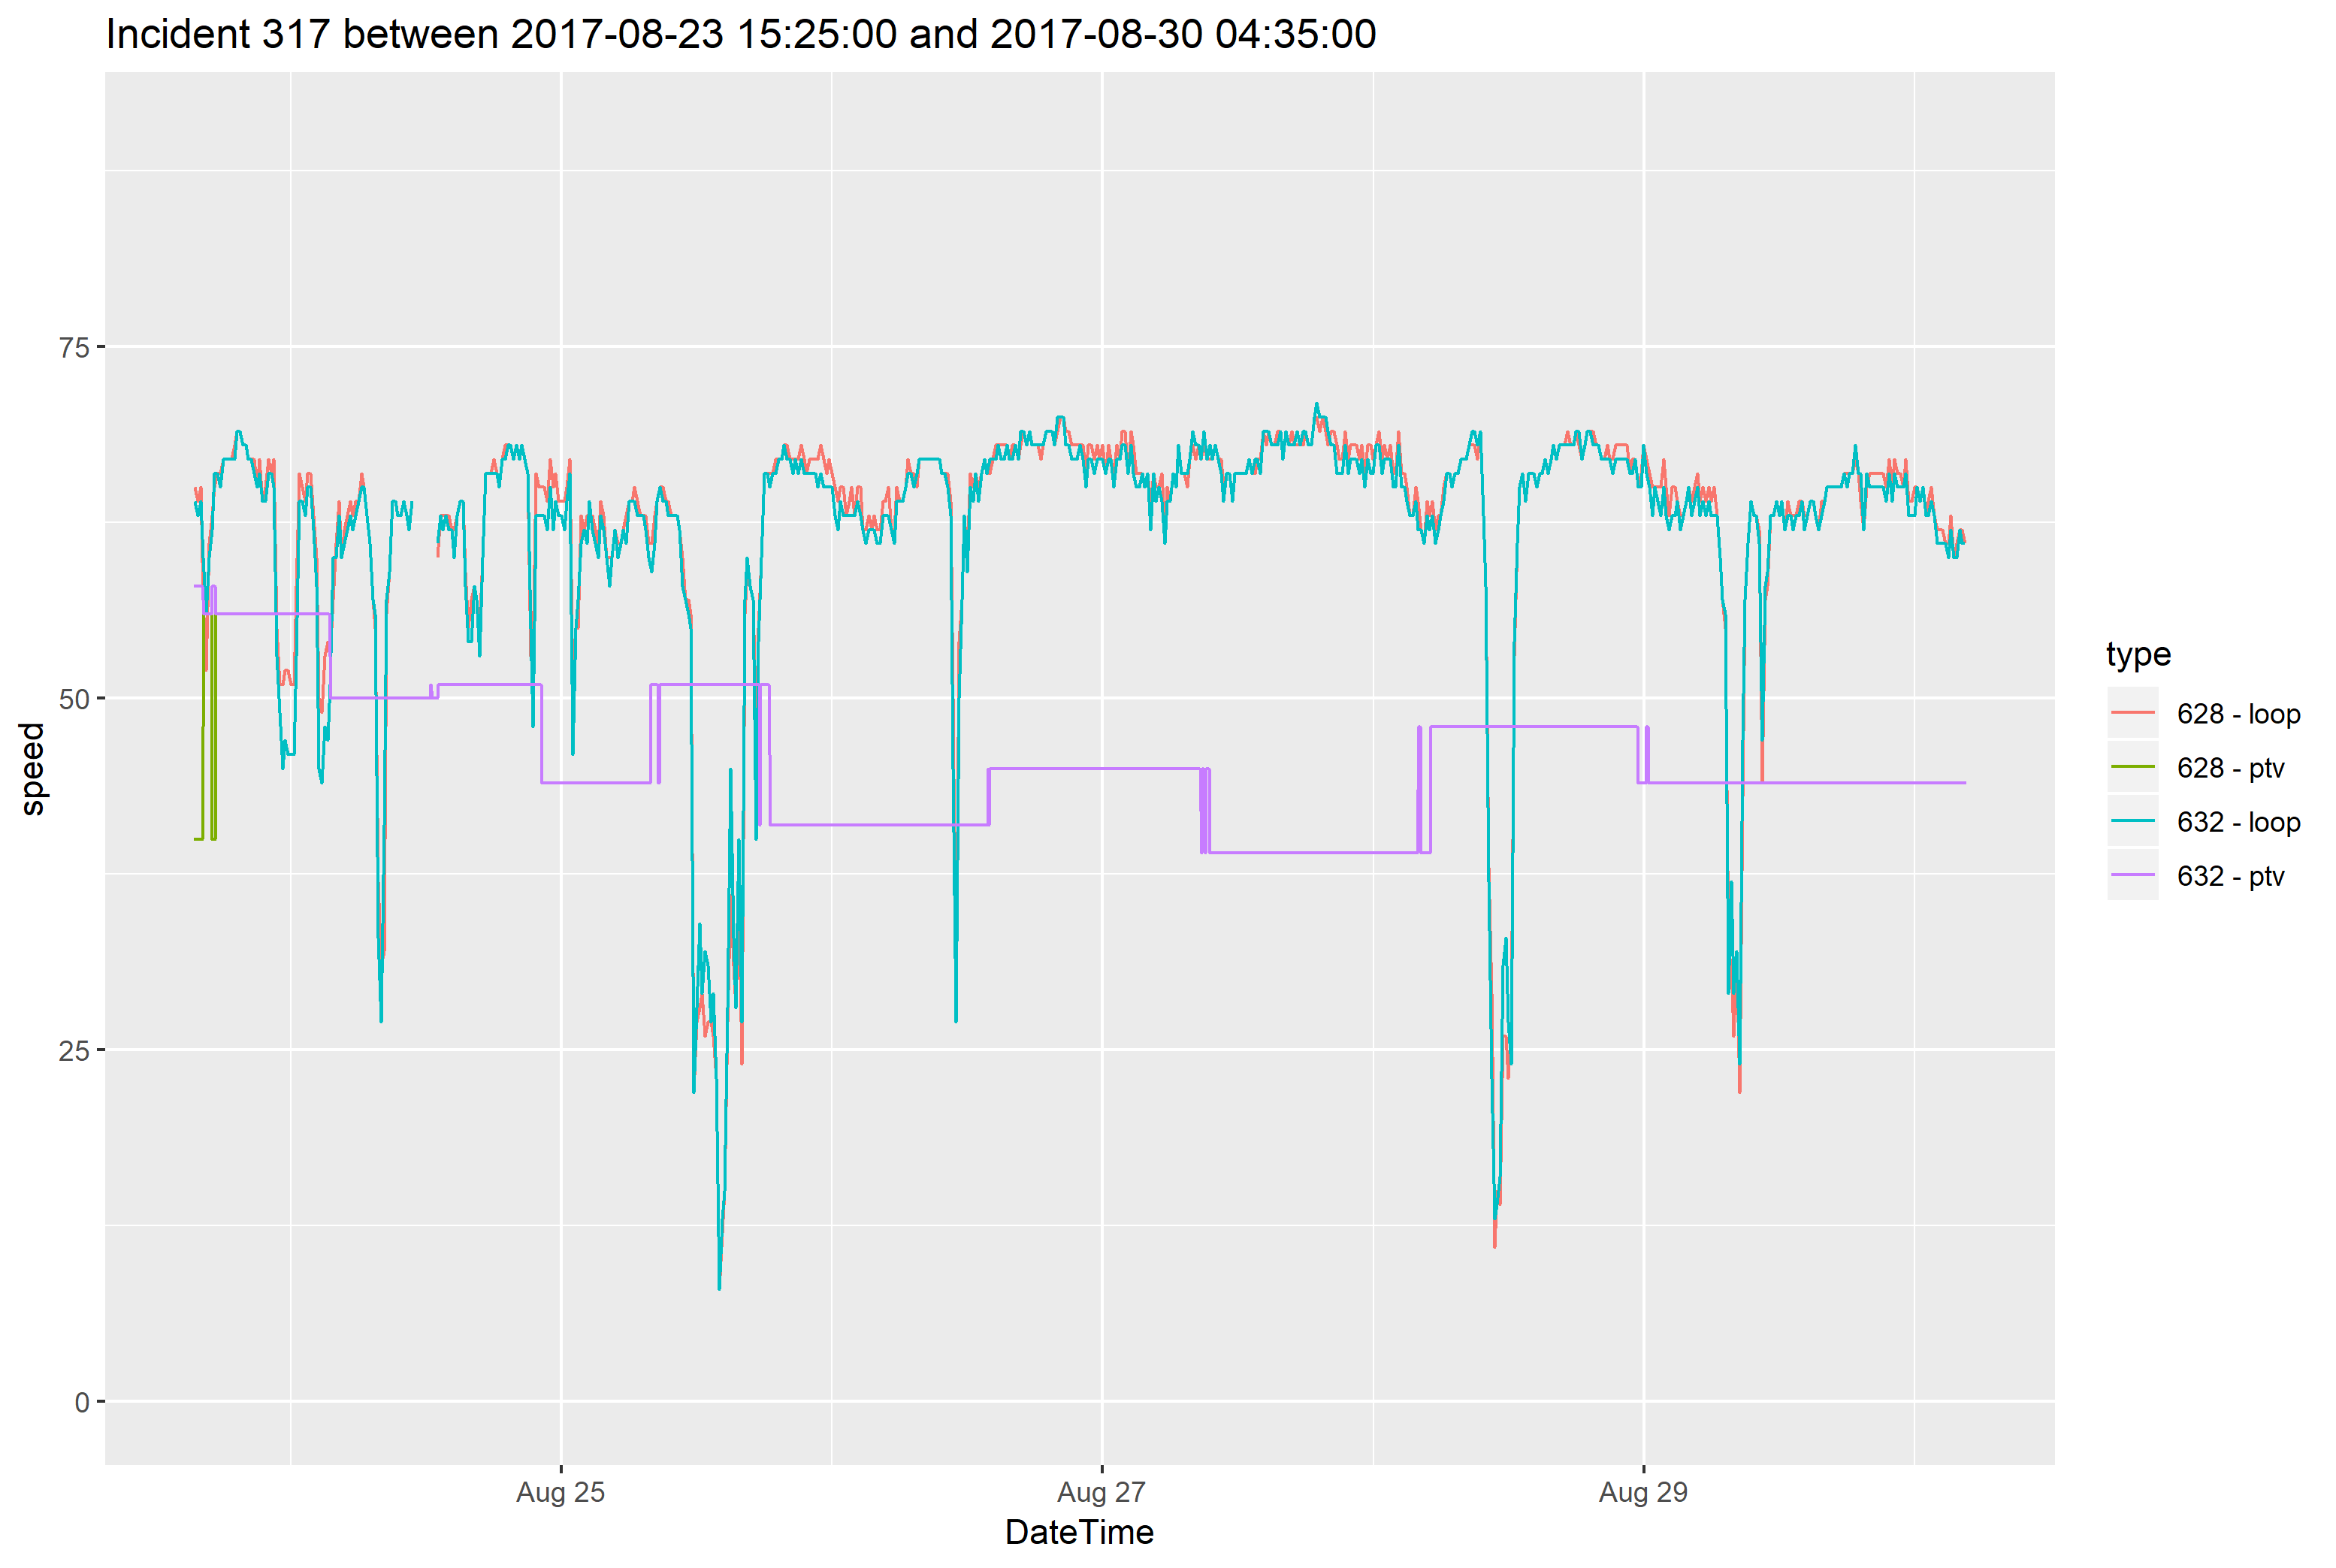 Incident 317 between 2017-08-23 15:25:00 and 2017-08-30 04:35:00
75
50
25
0
speed
Aug 25
Aug 27
Aug 29
DateTime
type
628 - loop
628 - ptv
632 - loop
632 - ptv